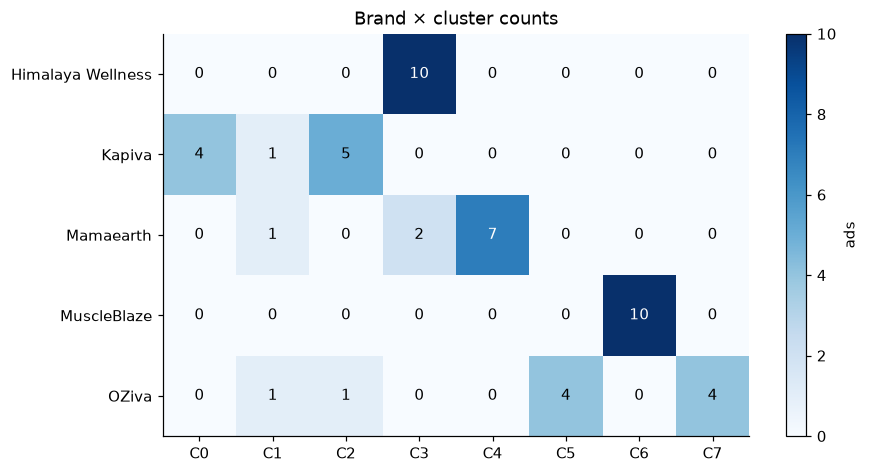 Brand × cluster counts
Himalaya Wellness 0 0 0 10 0 0 0 0
Kapiva 4 1 5 0 0 0 0 0
Mamaearth 0 1 0 2 7 0 0 0
MuscleBlaze 0 0 0 0 0 0 10 0
OZiva 0 1 1 0 0 4 0 4
C0 C1 C2 C3 C4 C5 C6 C7
10
8
6
4
2
0
ads